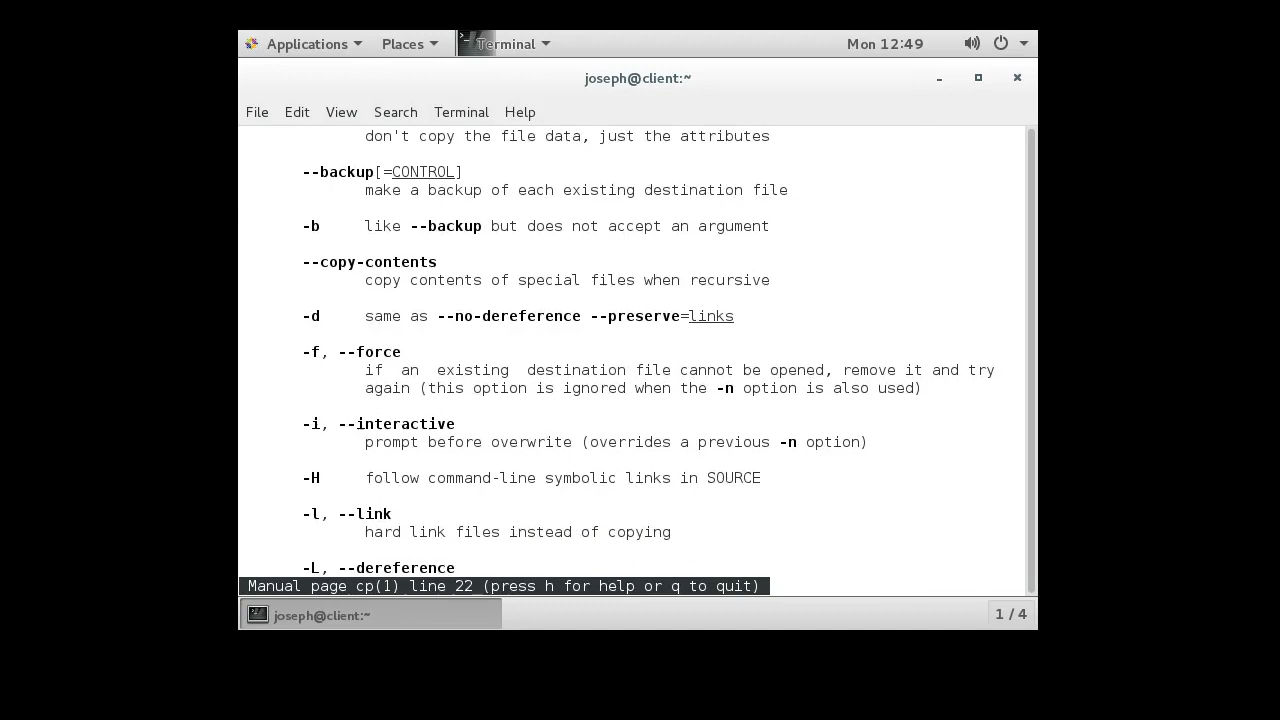 Applications Places Terminal Mon 12:49
joseph@client:~
File Edit View Search Terminal Help
don't copy the file data, just the attributes
--backup[=CONTROL]
make a backup of each existing destination file
-b like --backup but does not accept an argument
--copy-contents
copy contents of special files when recursive
-d same as --no-dereference --preserve=links
-f, --force
if an existing destination file cannot be opened, remove it and try
again (this option is ignored when the -n option is also used)
-i, --interactive
prompt before overwrite (overrides a previous -n option)
-H follow command-line symbolic links in SOURCE
-l, --link
hard link files instead of copying
-L, --dereference
Manual page cp(1) line 22 (press h for help or q to quit)
joseph@client:~ 1 / 4